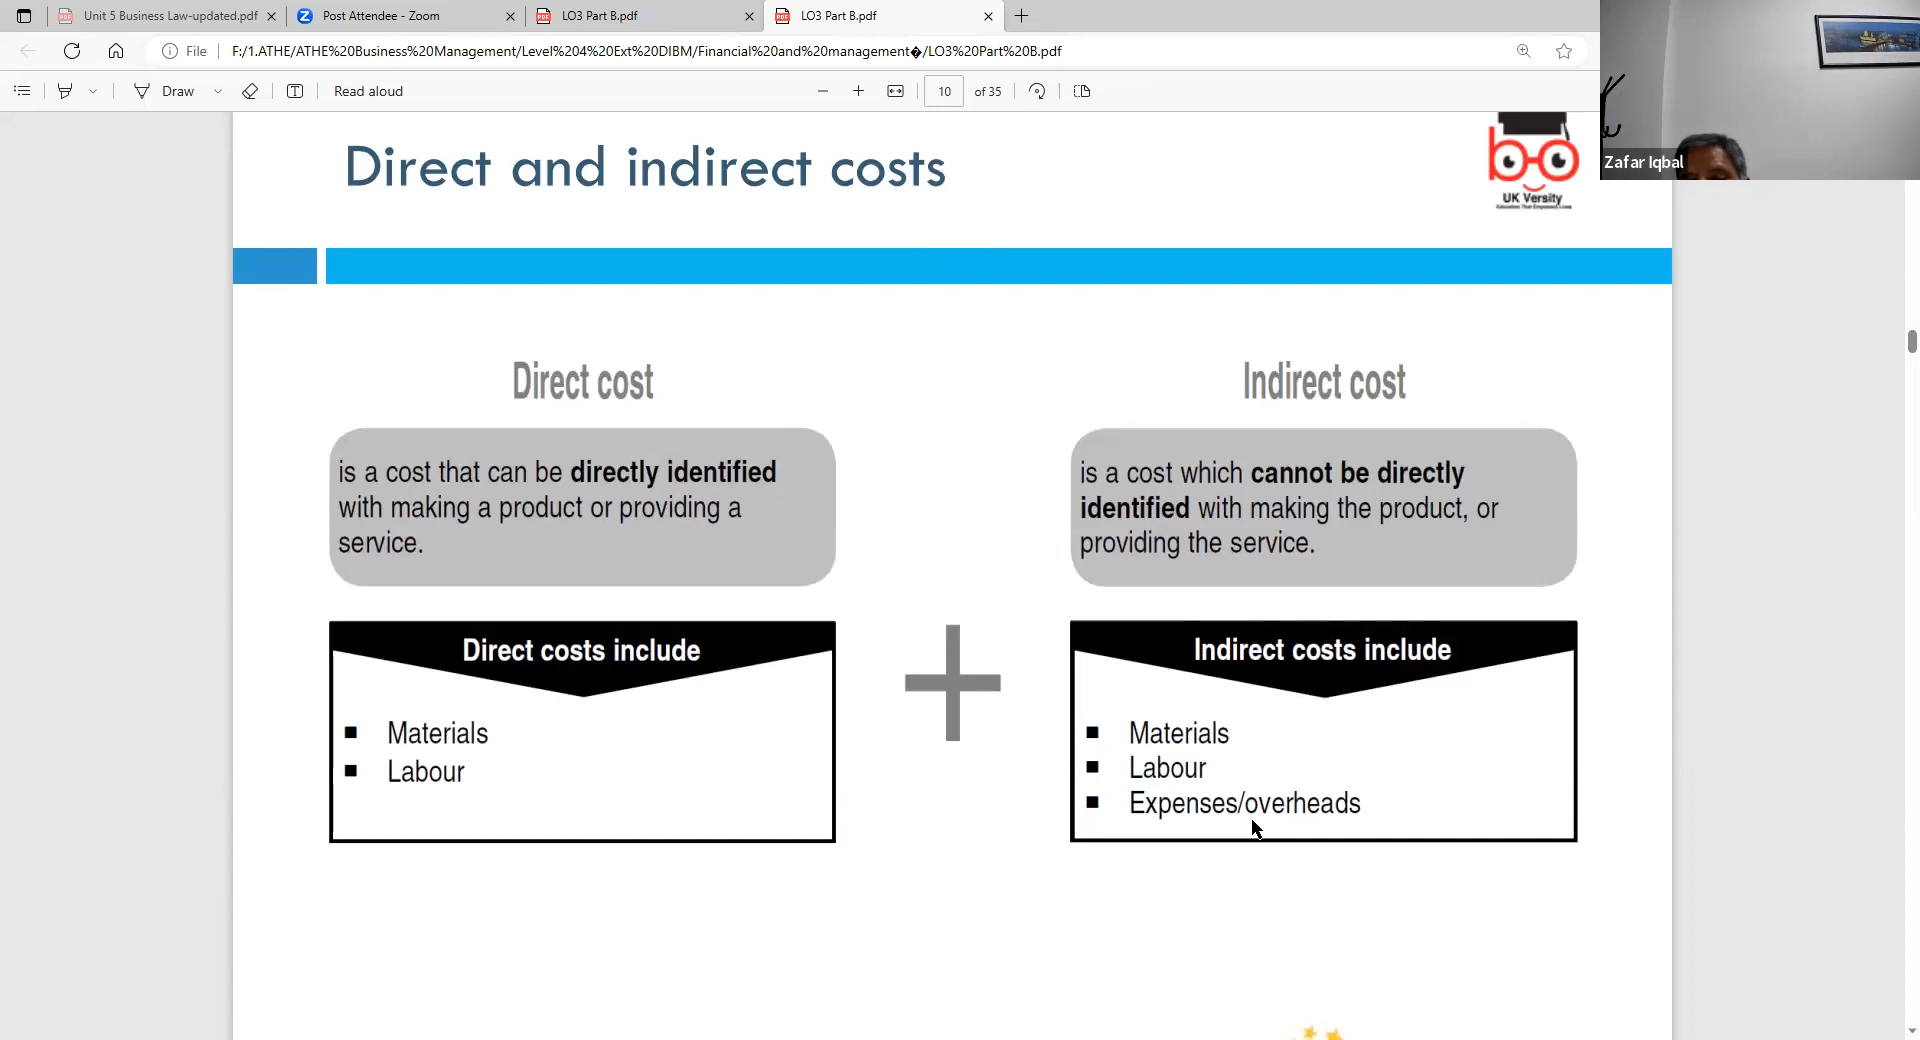 Unit 5 Business Law-updated.pdf
Post Attendee - Zoom
LO3 Part B.pdf
LO3 Part B.pdf
File
F:/1.ATHE/ATHE%20Business%20Management/Level%204%20Ext%20DIBM/Financial%20and%20management�/LO3%20Part%20B.pdf
Draw
Read aloud
10
of 35
Zafar Iqbal
Direct and indirect costs
UK Versity
Direct cost
is a cost that can be directly identified
with making a product or providing a
service.
Direct costs include
■ Materials
■ Labour
+
Indirect cost
is a cost which cannot be directly
identified with making the product, or
providing the service.
Indirect costs include
■ Materials
■ Labour
■ Expenses/overheads